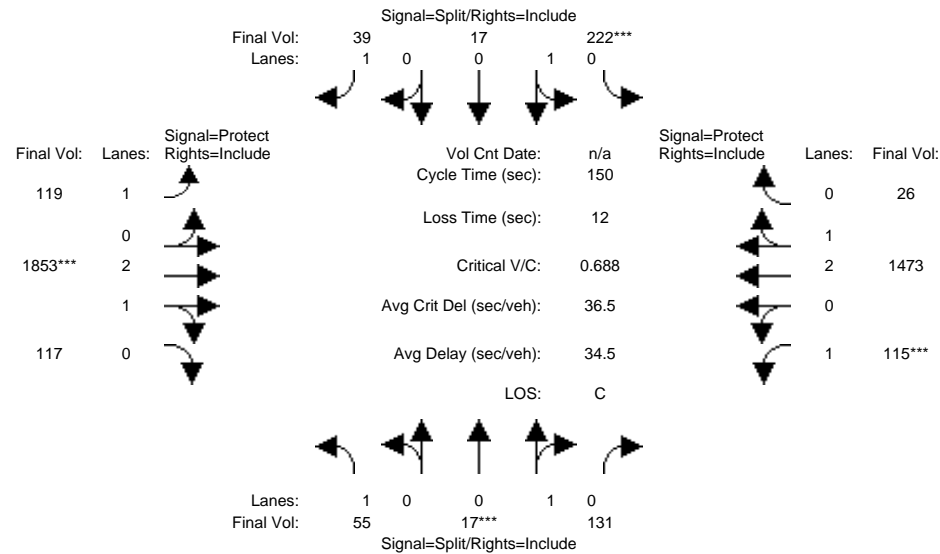 Signal=Split/Rights=Include
Final Vol: 39 17 222***
Lanes: 1 0 0 1 0
Signal=Protect Signal=Protect
Final Vol: Lanes: Rights=Include Vol Cnt Date: n/a Rights=Include Lanes: Final Vol:
Cycle Time (sec): 150
119 1 0 26
Loss Time (sec): 12
0 1
1853*** 2 Critical V/C: 0.688 2 1473
1 Avg Crit Del (sec/veh): 36.5 0
117 0 Avg Delay (sec/veh): 34.5 1 115***
LOS: C
Lanes: 1 0 0 1 0
Final Vol: 55 17*** 131
Signal=Split/Rights=Include